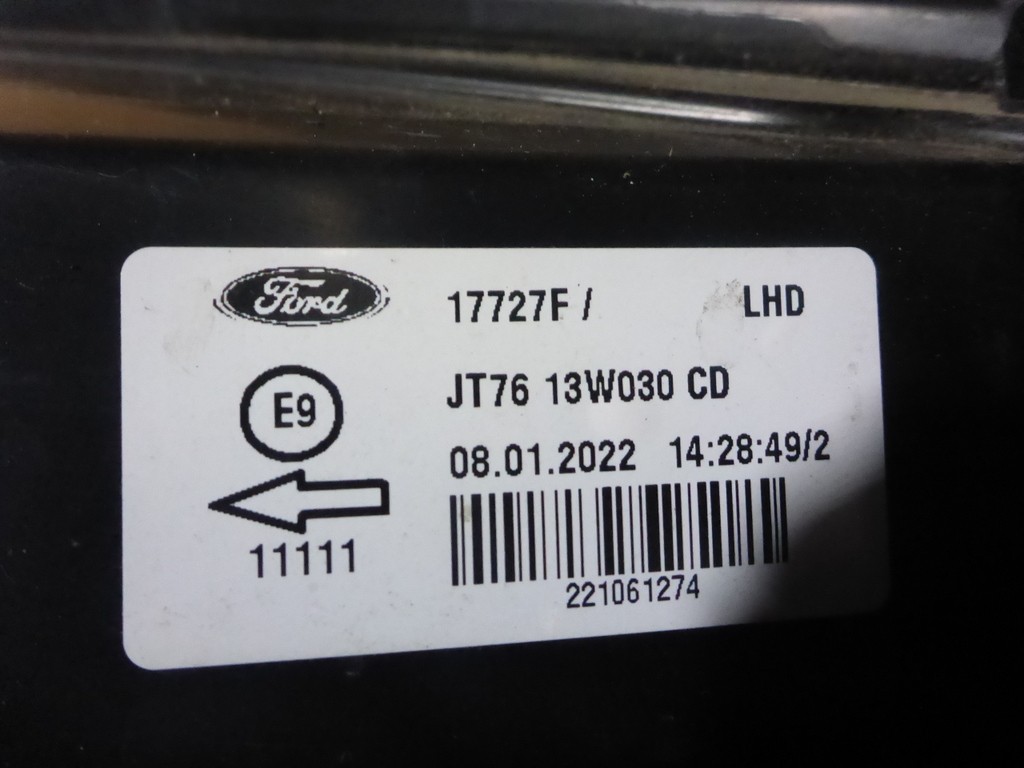 Ford
17727F / LHD
JT76 13W030 CD
E9
08.01.2022 14:28:49/2
11111
221061274